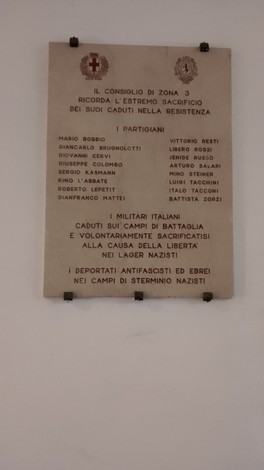 IL CONSIGLIO DI ZONA 3
RICORDA L'ESTREMO SACRIFICIO
DEI SUOI CADUTI NELLA RESISTENZA
I PARTIGIANI
MARIO BOBBIO
GIANCARLO BRUGNOLOTTI
GIOVANNI CERVI
GIUSEPPE COLOMBO
SERGIO KASMANN
RINO L'ABBATE
ROBERTO LEPETIT
GIANFRANCO MATTEI
VITTORIO RESTI
LIBERO ROSSI
JENIDE RUSSO
ARTURO SALARI
MINO STEINER
LUIGI TACCHINI
ITALO TACCONI
BATTISTA ZORZI
I MILITARI ITALIANI
CADUTI SUI CAMPI DI BATTAGLIA
E VOLONTARIAMENTE SACRIFICATISI
ALLA CAUSA DELLA LIBERTA'
NEI LAGER NAZISTI
I DEPORTATI ANTIFASCISTI ED EBREI
NEI CAMPI DI STERMINIO NAZISTI